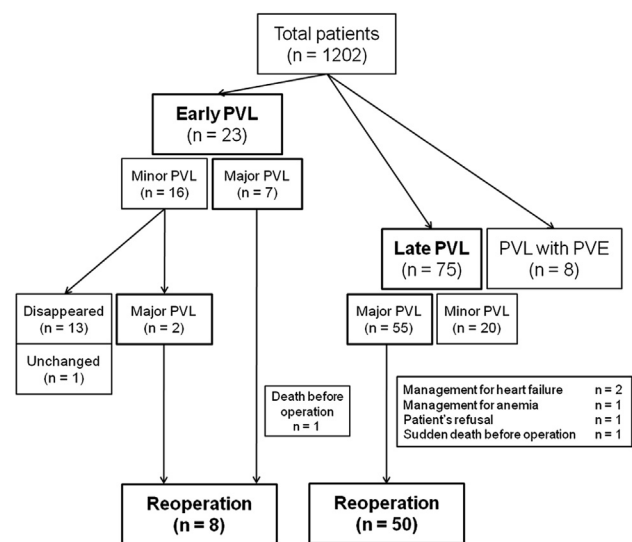 Total patients
(n = 1202)
Early PVL
(n = 23)
Minor PVL
(n = 16)
Major PVL
(n = 7)
Late PVL
(n = 75)
PVL with PVE
(n = 8)
Disappeared
(n = 13)
Major PVL
(n = 2)
Unchanged
(n = 1)
Major PVL
(n = 55)
Minor PVL
(n = 20)
Death before
operation
n = 1
Management for heart failure n = 2
Management for anemia n = 1
Patient's refusal n = 1
Sudden death before operation n = 1
Reoperation
(n = 8)
Reoperation
(n = 50)